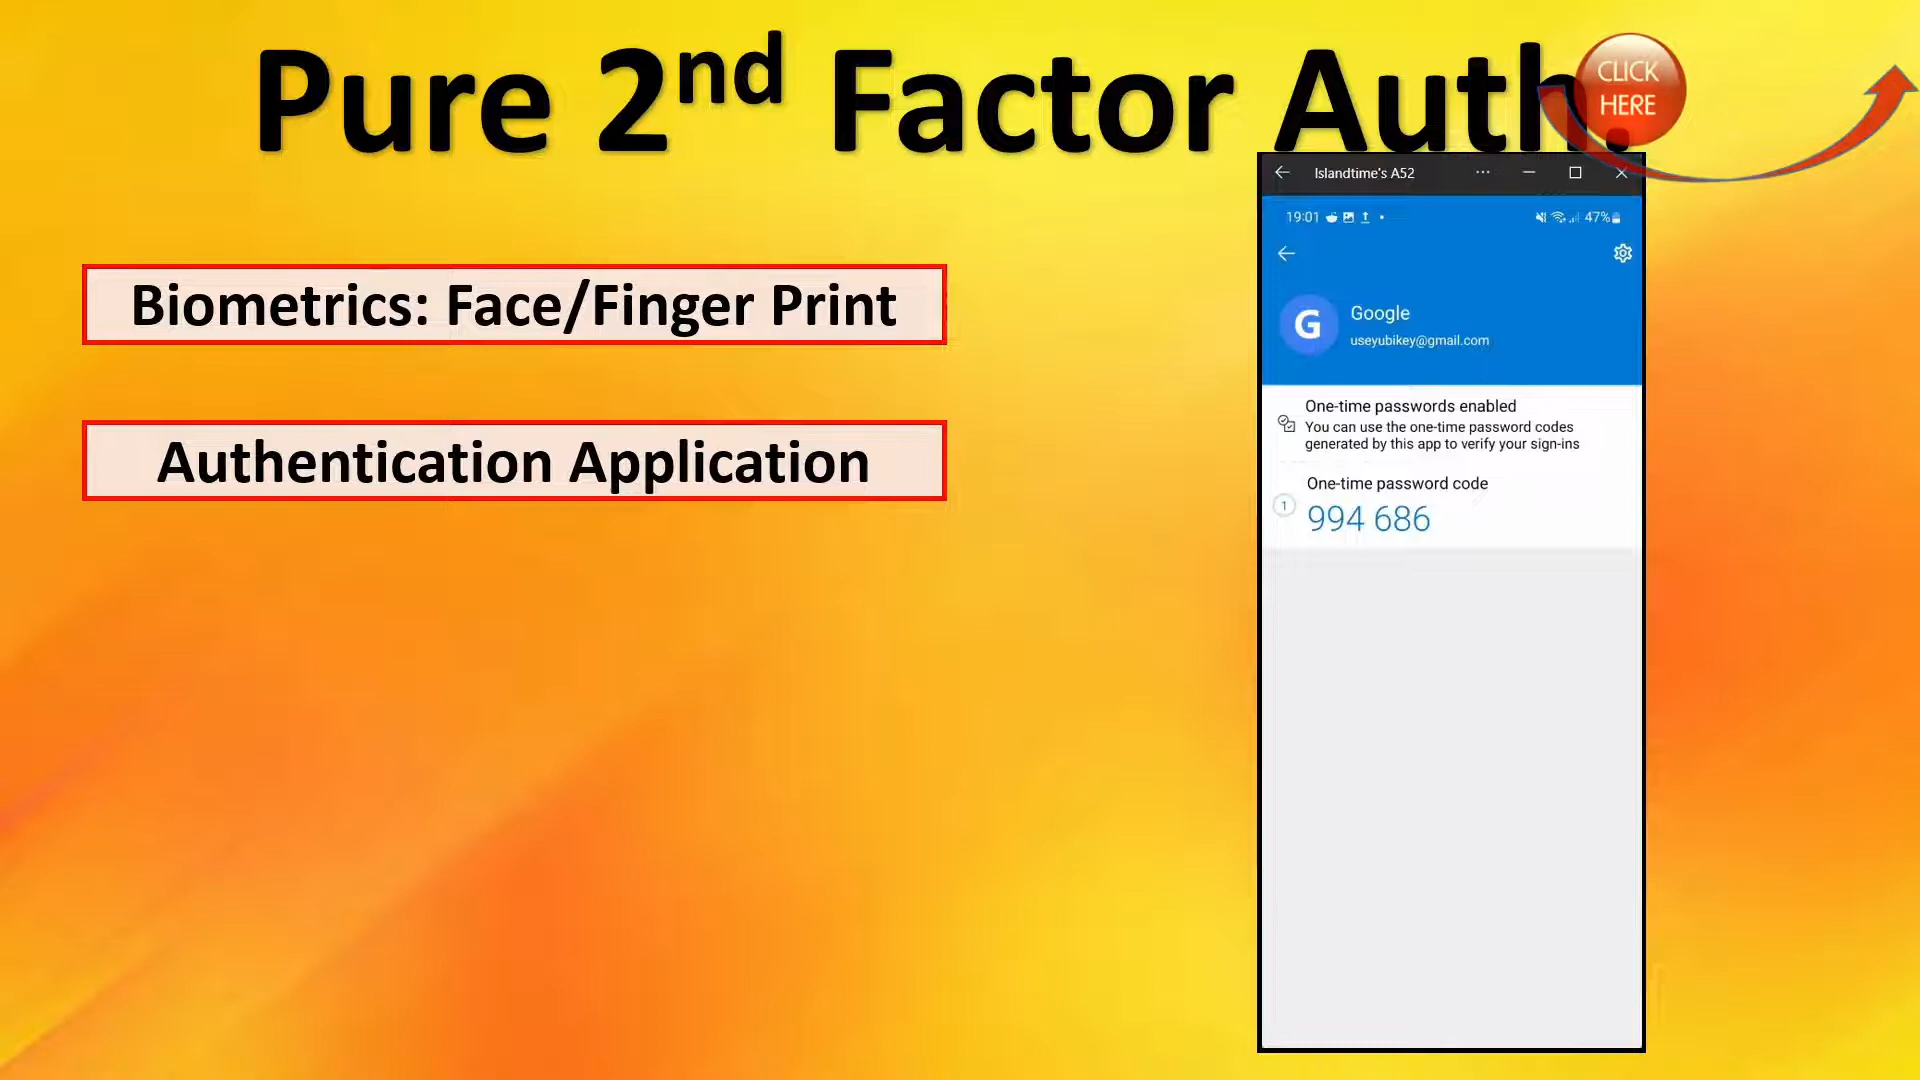 Pure 2nd Factor Auth.
CLICK
HERE
Biometrics: Face/Finger Print
Authentication Application
Islandtime's A52
19:01
47%
G
Google
useyubikey@gmail.com
One-time passwords enabled
You can use the one-time password codes
generated by this app to verify your sign-ins
One-time password code
1
994 686